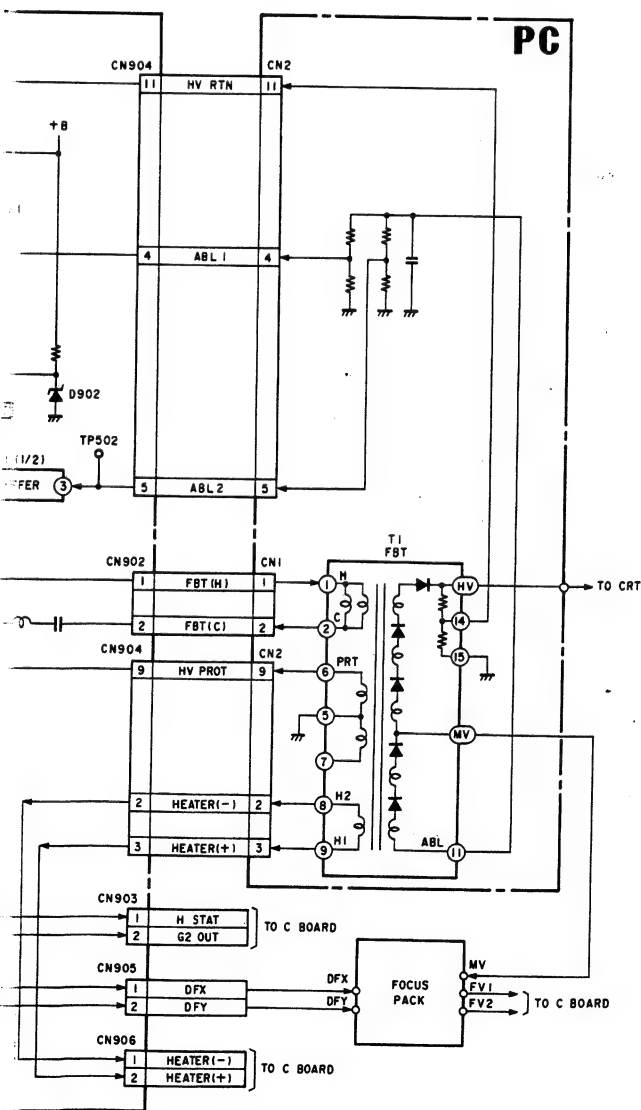 PC
CN904 CN2
11 HV RTN 11
+B
4 ABL 1 4
D902
TP502
(1/2)
FER 3
5 ABL 2 5
T1
FBT
CN902 CN1
1 FBT(H) 1 1 H HV TO CRT
2 FBT(C) 2 2 C 14
CN904 CN2
9 HV PROT 9 6 PRT 15
5
MV
7
2 HEATER(-) 2 8 H2
3 HEATER(+) 3 9 H1 ABL 11
CN903
1 H STAT
2 G2 OUT
TO C BOARD
CN905
1 DFX DFX
2 DFY DFY
FOCUS
PACK
MV
FV1
FV2
TO C BOARD
CN906
1 HEATER(-)
2 HEATER(+)
TO C BOARD